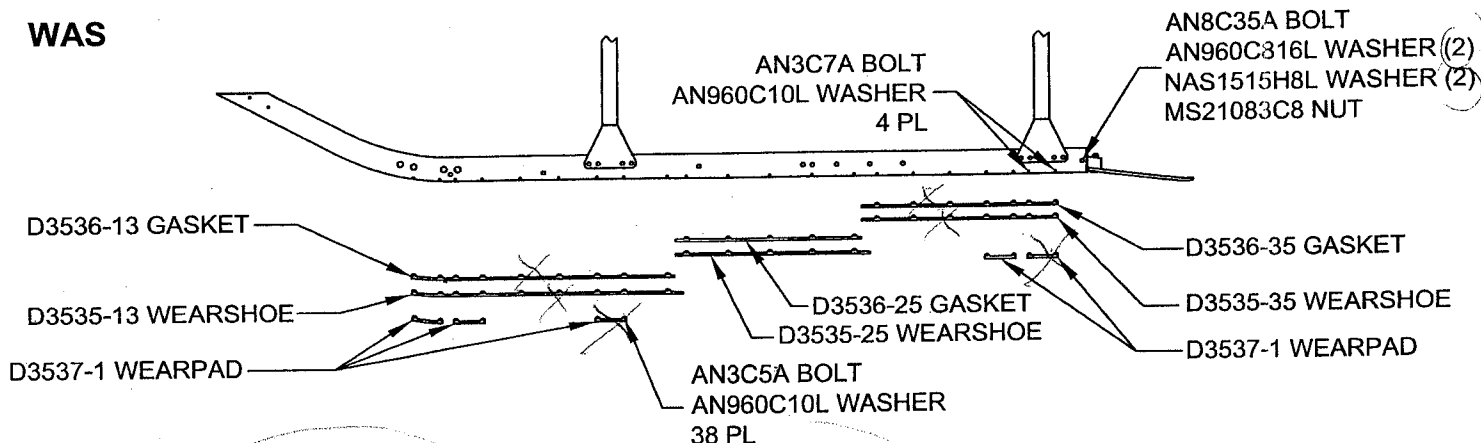 WAS
AN3C7A BOLT
AN960C10L WASHER
4 PL
AN8C35A BOLT
AN960C816L WASHER (2)
NAS1515H8L WASHER (2)
MS21083C8 NUT
D3536-13 GASKET
D3535-13 WEARSHOE
D3537-1 WEARPAD
D3536-25 GASKET
D3535-25 WEARSHOE
AN3C5A BOLT
AN960C10L WASHER
38 PL
D3536-35 GASKET
D3535-35 WEARSHOE
D3537-1 WEARPAD